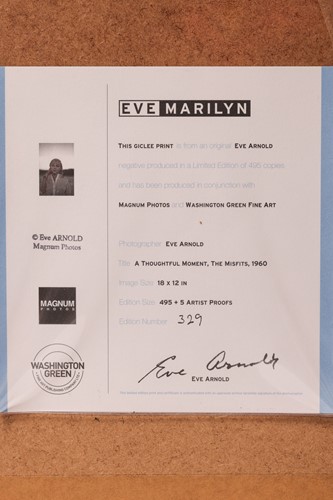 EVE MARILYN
THIS GICLEE PRINT is from an original EVE ARNOLD
negative produced in a Limited Edition of 495 copies
and has been produced in conjunction with
MAGNUM PHOTOS and WASHINGTON GREEN FINE ART
© Eve ARNOLD
Magnum Photos
Photographer: EVE ARNOLD
Title: A THOUGHTFUL MOMENT, THE MISFITS, 1960
Image Size: 18 X 12 IN
MAGNUM
PHOTOS
Edition Size: 495 + 5 ARTIST PROOFS
Edition Number: 329
WASHINGTON
GREEN
Eve Arnold
EVE ARNOLD